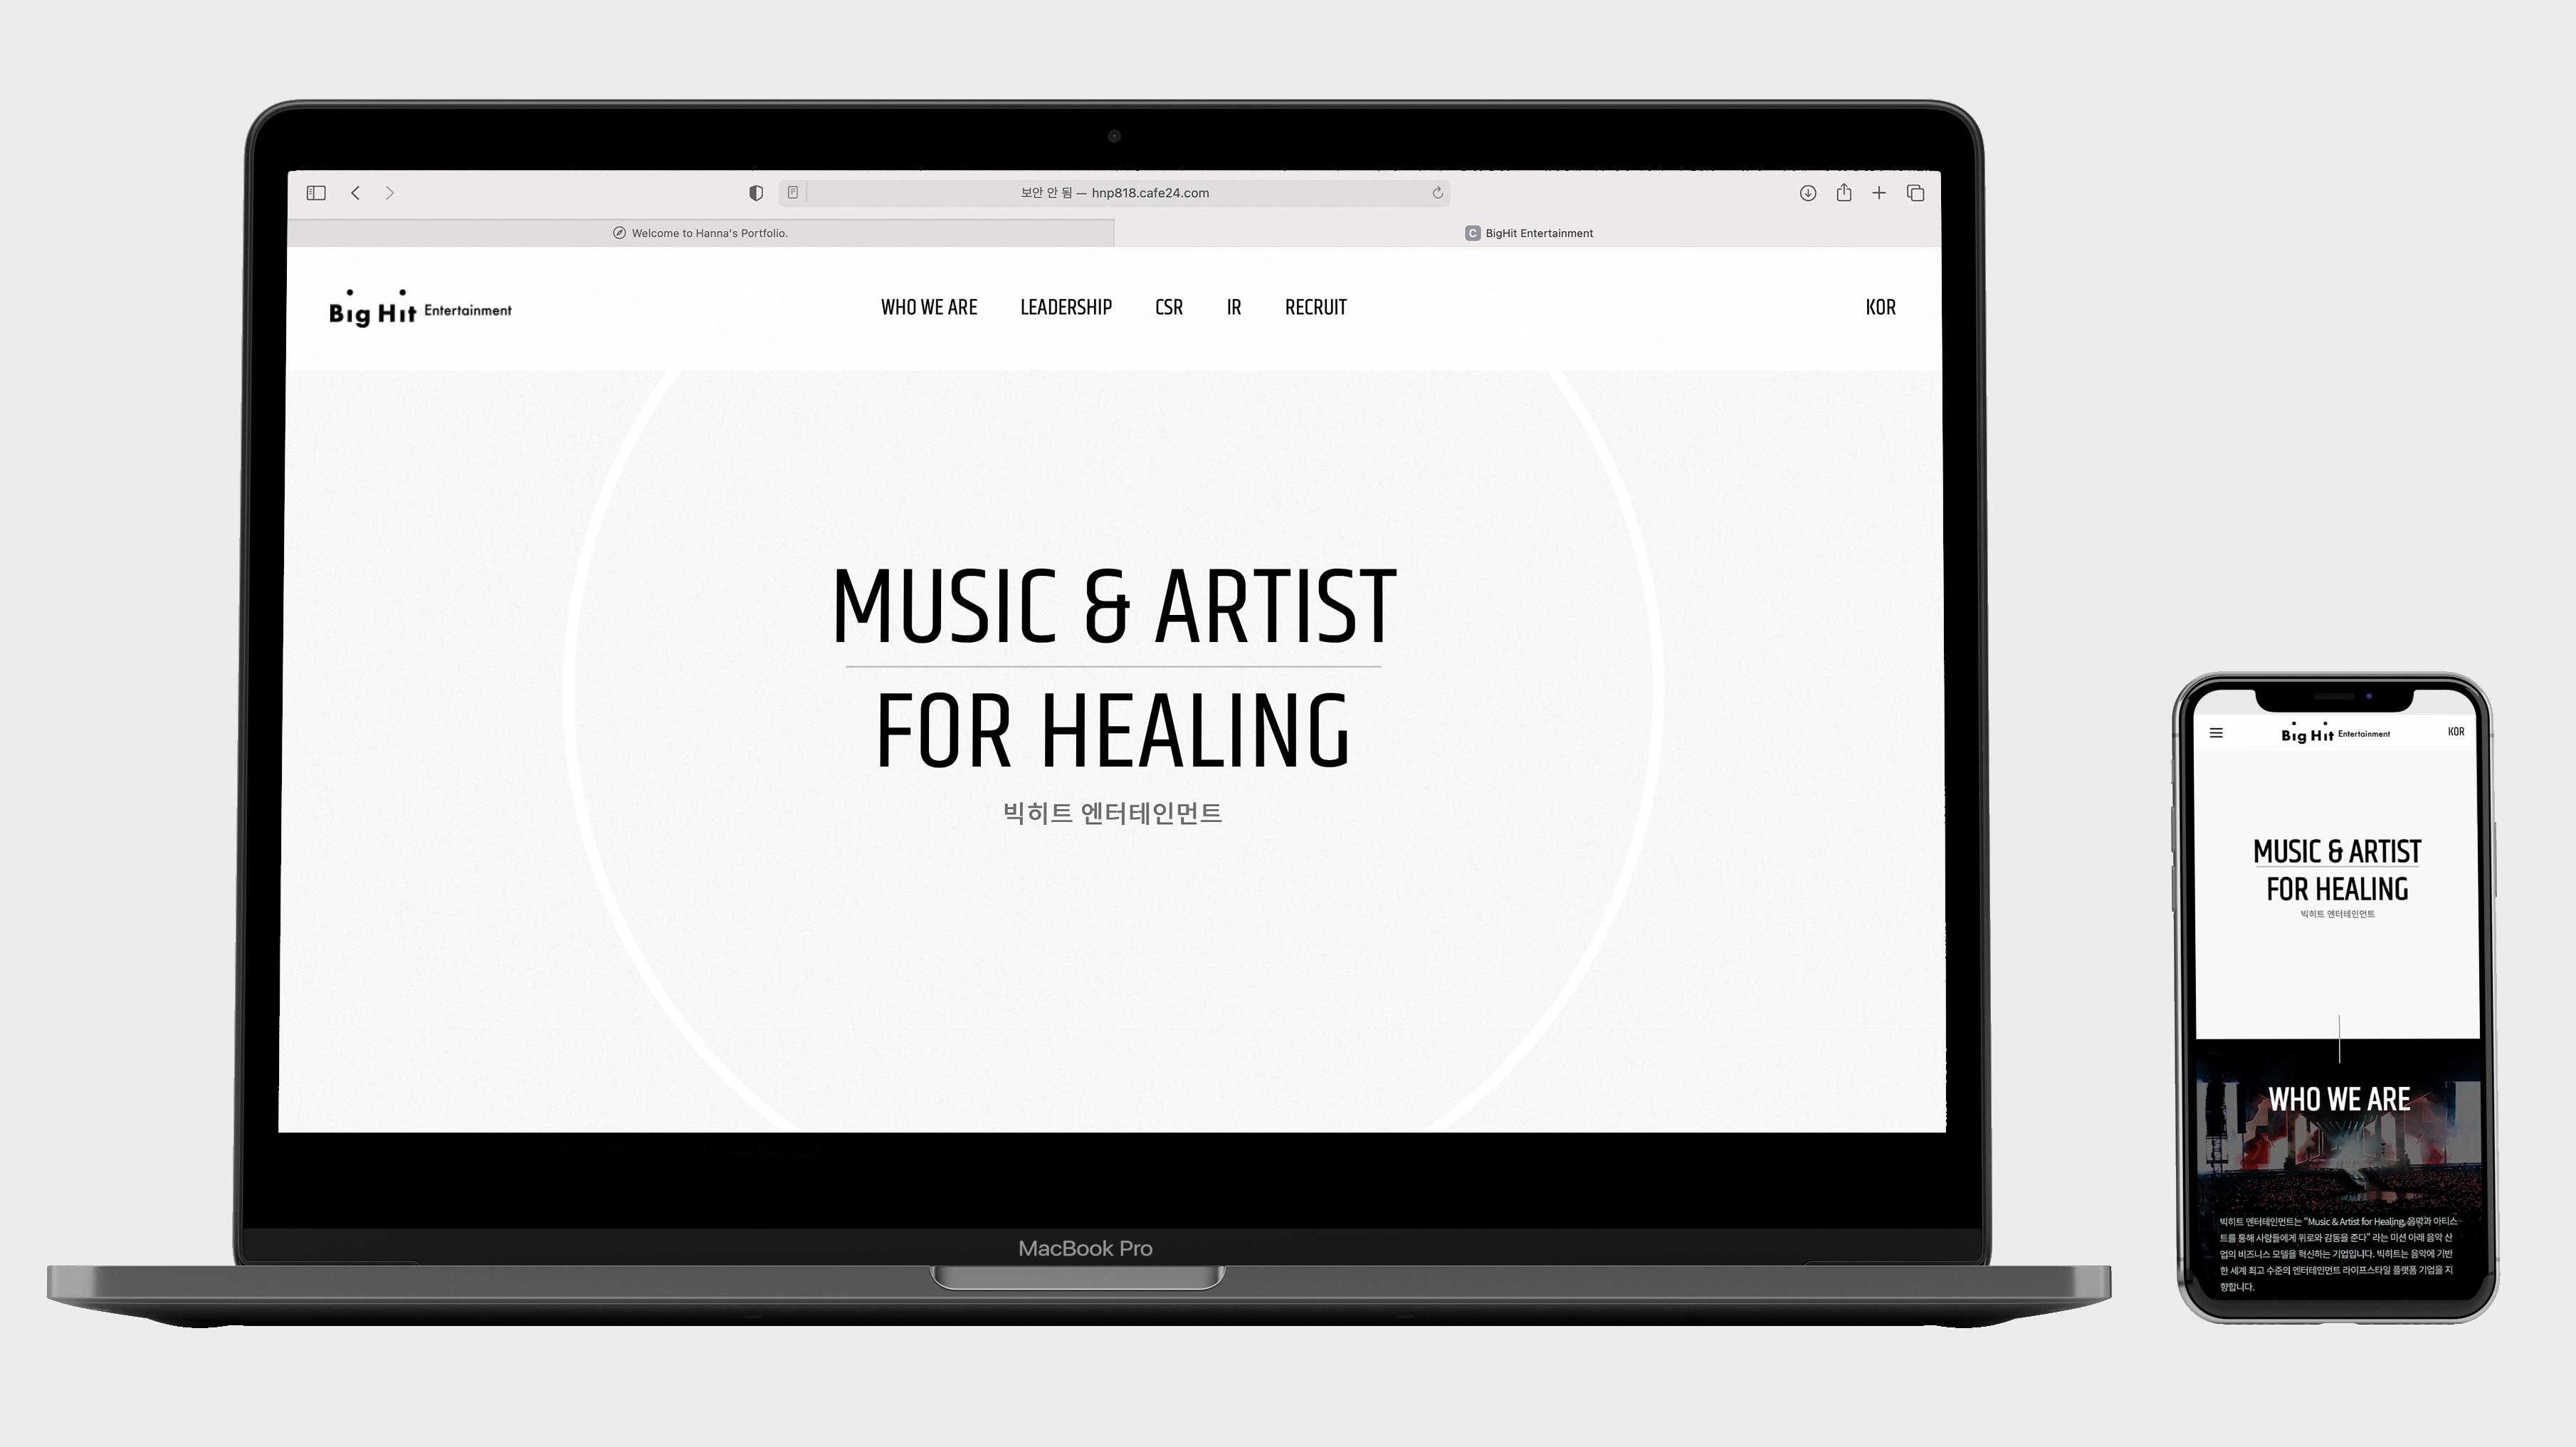 보안 안 됨 — hnp818.cafe24.com
Welcome to Hanna's Portfolio.
BigHit Entertainment
Big Hit Entertainment
WHO WE ARE
LEADERSHIP
CSR
IR
RECRUIT
KOR
MUSIC & ARTIST
FOR HEALING
빅히트 엔터테인먼트
MacBook Pro
Big Hit Entertainment
KOR
MUSIC & ARTIST
FOR HEALING
빅히트 엔터테인먼트
WHO WE ARE
빅히트 엔터테인먼트는 "Music & Artist for Healing, 음악과 아티스
트를 통해 사람들에게 위로와 감동을 준다" 라는 미션 아래 음악 산
업의 비즈니스 모델을 혁신하는 기업입니다. 빅히트는 음악에 기반
한 세계 최고 수준의 엔터테인먼트 라이프스타일 플랫폼 기업을 지
향합니다.